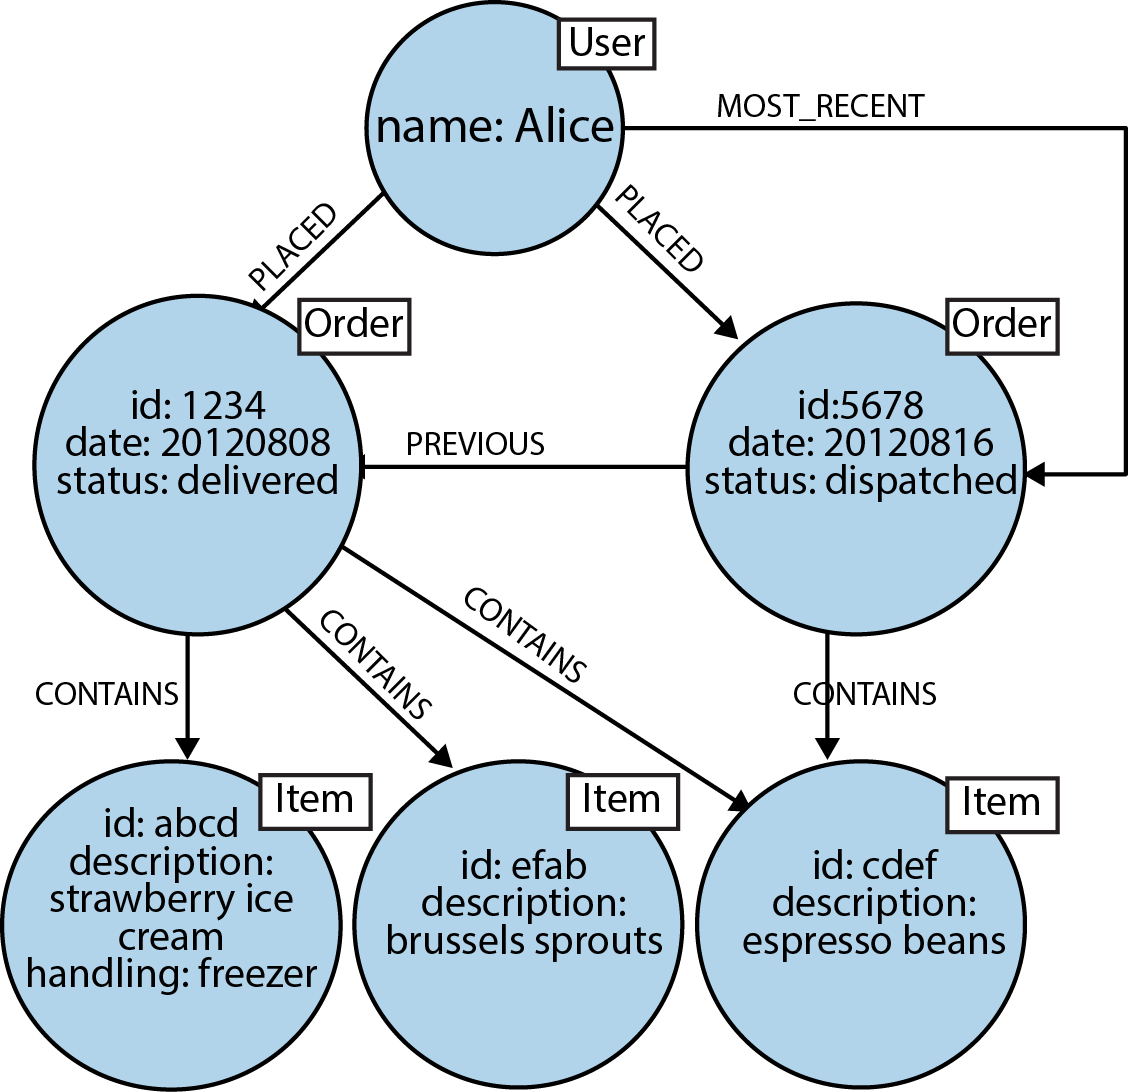 User
name: Alice
MOST_RECENT
PLACED
PLACED
Order
id: 1234
date: 20120808
status: delivered
PREVIOUS
Order
id:5678
date: 20120816
status: dispatched
CONTAINS
CONTAINS
CONTAINS
CONTAINS
Item
id: abcd
description:
strawberry ice
cream
handling: freezer
Item
id: efab
description:
brussels sprouts
Item
id: cdef
description:
espresso beans